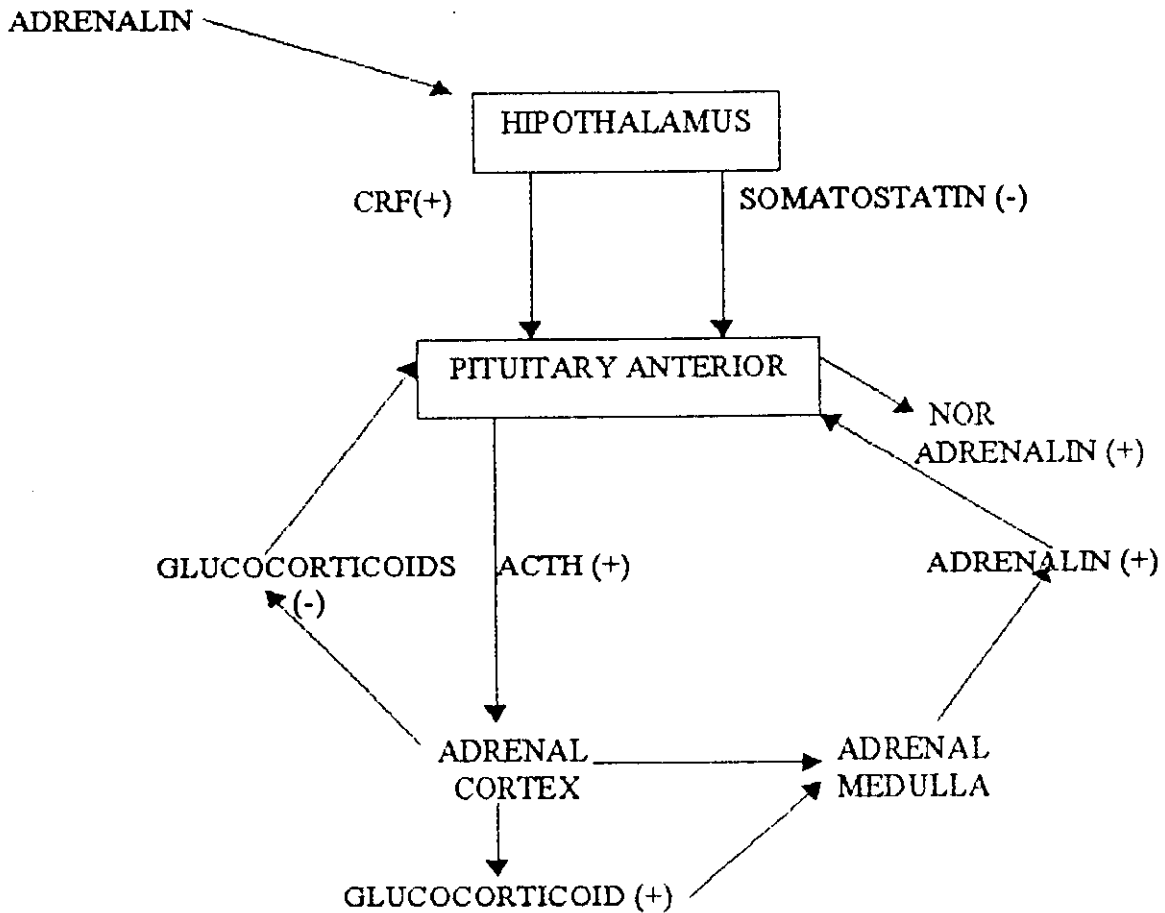 ADRENALIN
HIPOTHALAMUS
CRF(+)
SOMATOSTATIN (-)
PITUITARY ANTERIOR
NOR
ADRENALIN (+)
GLUCOCORTICOIDS
(-)
ACTH (+)
ADRENALIN (+)
ADRENAL
CORTEX
ADRENAL
MEDULLA
GLUCOCORTICOID (+)